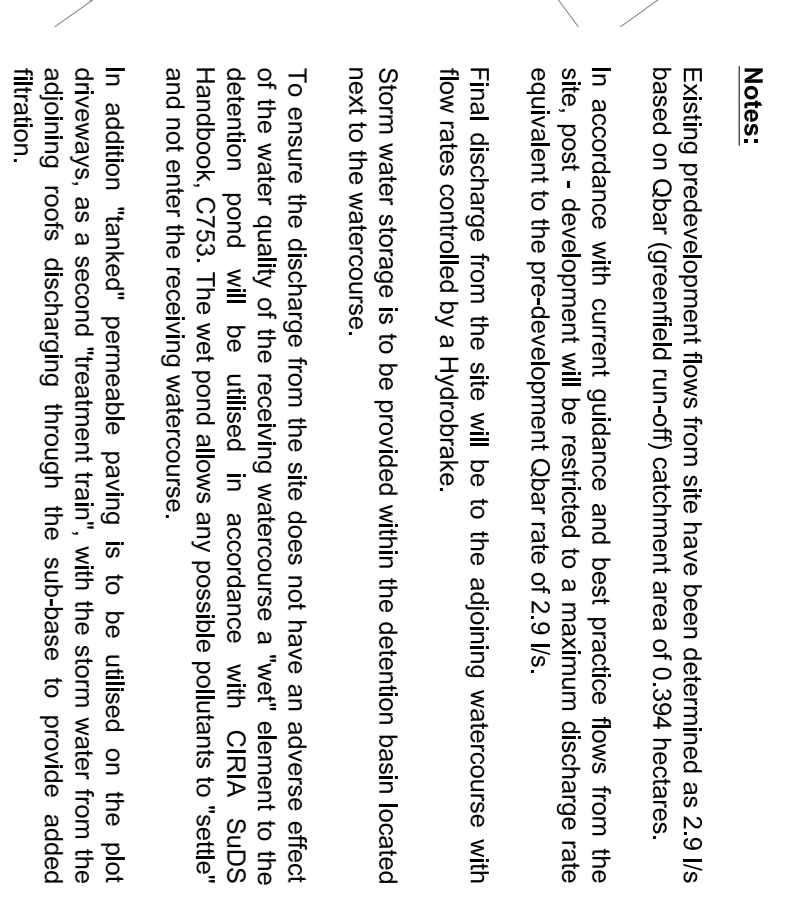 Notes:
Existing predevelopment flows from site have been determined as 2.9 l/s
based on Qbar (greenfield run-off) catchment area of 0.394 hectares.
In accordance with current guidance and best practice flows from the
site, post - development will be restricted to a maximum discharge rate
equivalent to the pre-development Qbar rate of 2.9 l/s.
Final discharge from the site will be to the adjoining watercourse with
flow rates controlled by a Hydrobrake.
Storm water storage is to be provided within the detention basin located
next to the watercourse.
To ensure the discharge from the site does not have an adverse effect
of the water quality of the receiving watercourse a "wet" element to the
detention pond will be utilised in accordance with CIRIA SuDS
Handbook, C753. The wet pond allows any possible pollutants to "settle"
and not enter the receiving watercourse.
In addition "tanked" permeable paving is to be utilised on the plot
driveways, as a second "treatment train", with the storm water from the
adjoining roofs discharging through the sub-base to provide added
filtration.